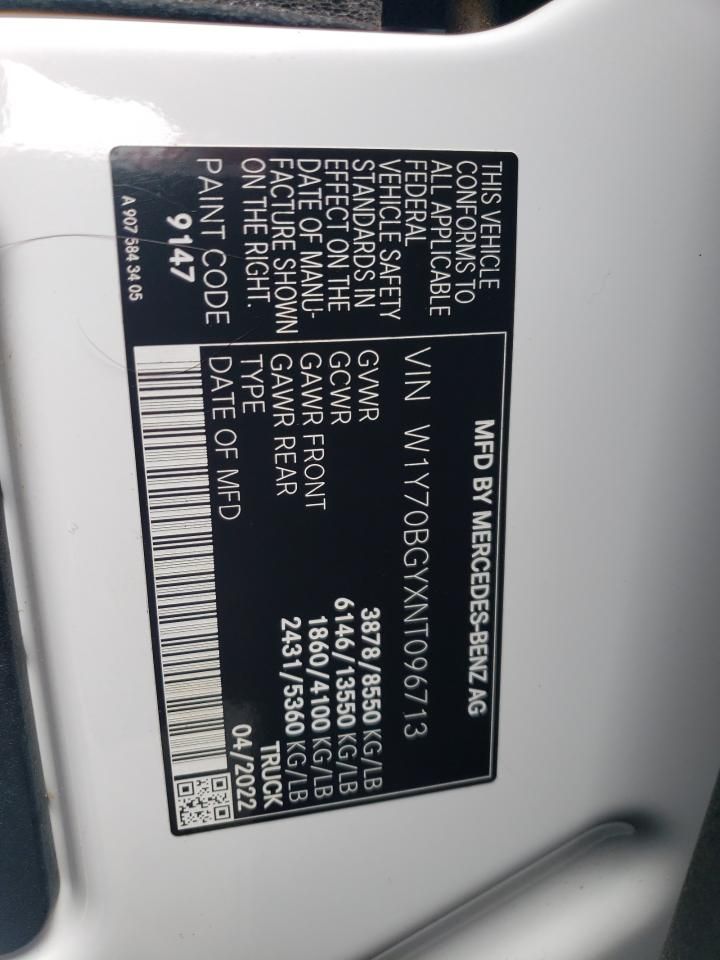 THIS VEHICLE
CONFORMS TO
ALL APPLICABLE
FEDERAL
VEHICLE SAFETY
STANDARDS IN
EFFECT ON THE
DATE OF MANU-
FACTURE SHOWN
ON THE RIGHT.
PAINT CODE
9147
A 907 584 34 05
MFD BY MERCEDES-BENZ AG
VIN W1Y70BGYXNT096713
GVWR 3878/8550 KG/LB
GCWR 6146/13550 KG/LB
GAWR FRONT 1860/4100 KG/LB
GAWR REAR 2431/5360 KG/LB
TYPE TRUCK
DATE OF MFD 04/2022